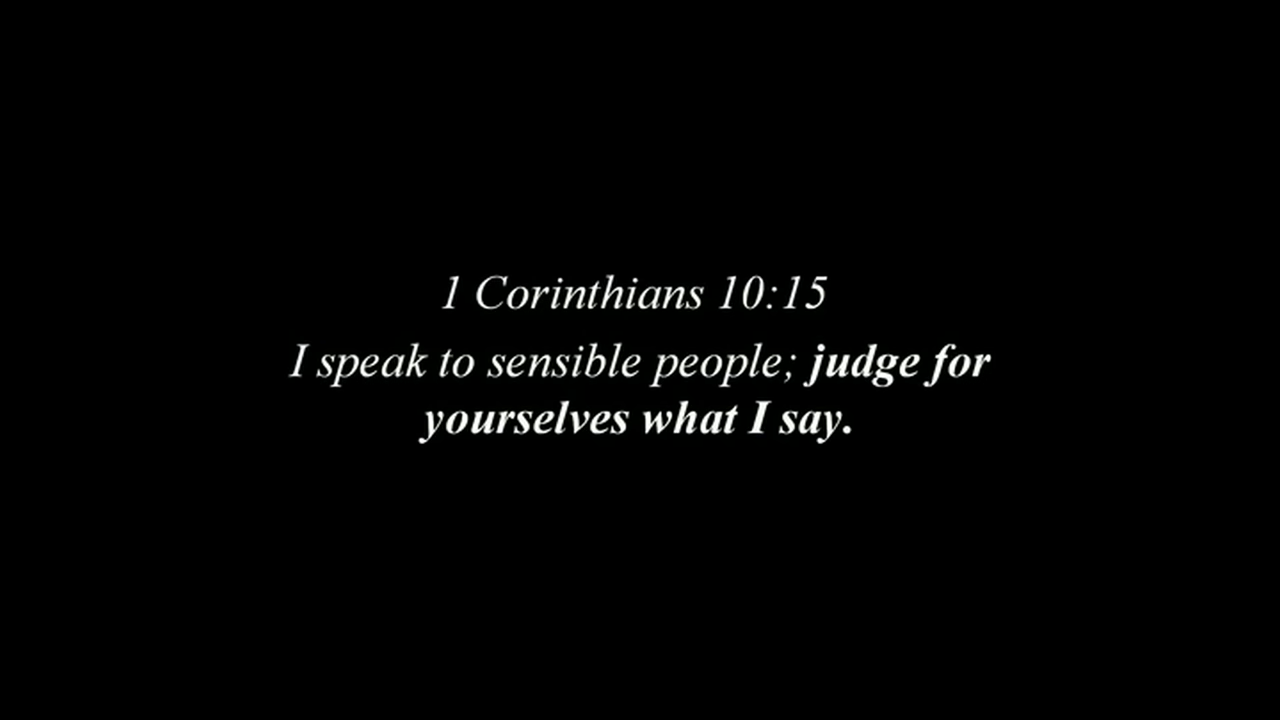 1 Corinthians 10:15
I speak to sensible people; judge for
yourselves what I say.